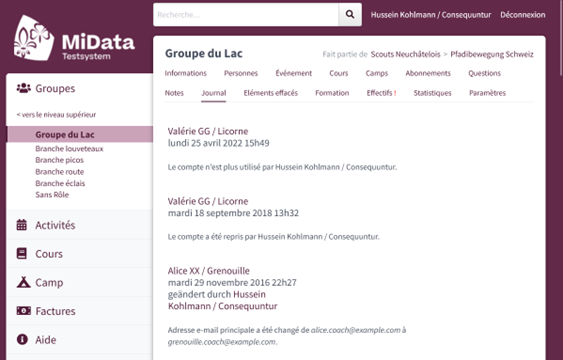 Recherche...
Hussein Kohlmann / Consequuntur Déconnexion
MiData
Testsystem
Groupes
< vers le niveau supérieur
Groupe du Lac
Branche louveteaux
Branche picos
Branche route
Branche éclais
Sans Rôle
Activités
Cours
Camp
Factures
Aide
Groupe du Lac
Fait partie de Scouts Neuchâtelois > Pfadibewegung Schweiz
Informations Personnes Événement Cours Camps Abonnements Questions
Notes Journal Eléments effacés Formation Effectifs ! Statistiques Paramètres
Valérie GG / Licorne
lundi 25 avril 2022 15h49
Le compte n'est plus utilisé par Hussein Kohlmann / Consequuntur.
Valérie GG / Licorne
mardi 18 septembre 2018 13h32
Le compte a été repris par Hussein Kohlmann / Consequuntur.
Alice XX / Grenouille
mardi 29 novembre 2016 22h27
geändert durch Hussein
Kohlmann / Consequuntur
Adresse e-mail principale a été changé de alice.coach@example.com à
grenouille.coach@example.com.